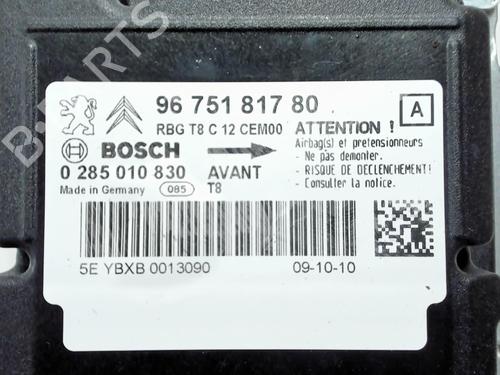 96 751 817 80
A
RBG T8 C 12 CEM00
ATTENTION !
BOSCH
Airbag(s) et pretensionneurs
- Ne pas demonter.
0 285 010 830
AVANT
- RISQUE DE DECLENCHEMENT!
Made in Germany
085
T8
- Consulter la notice.
5E YBXB 0013090
09-10-10
B-PARTS